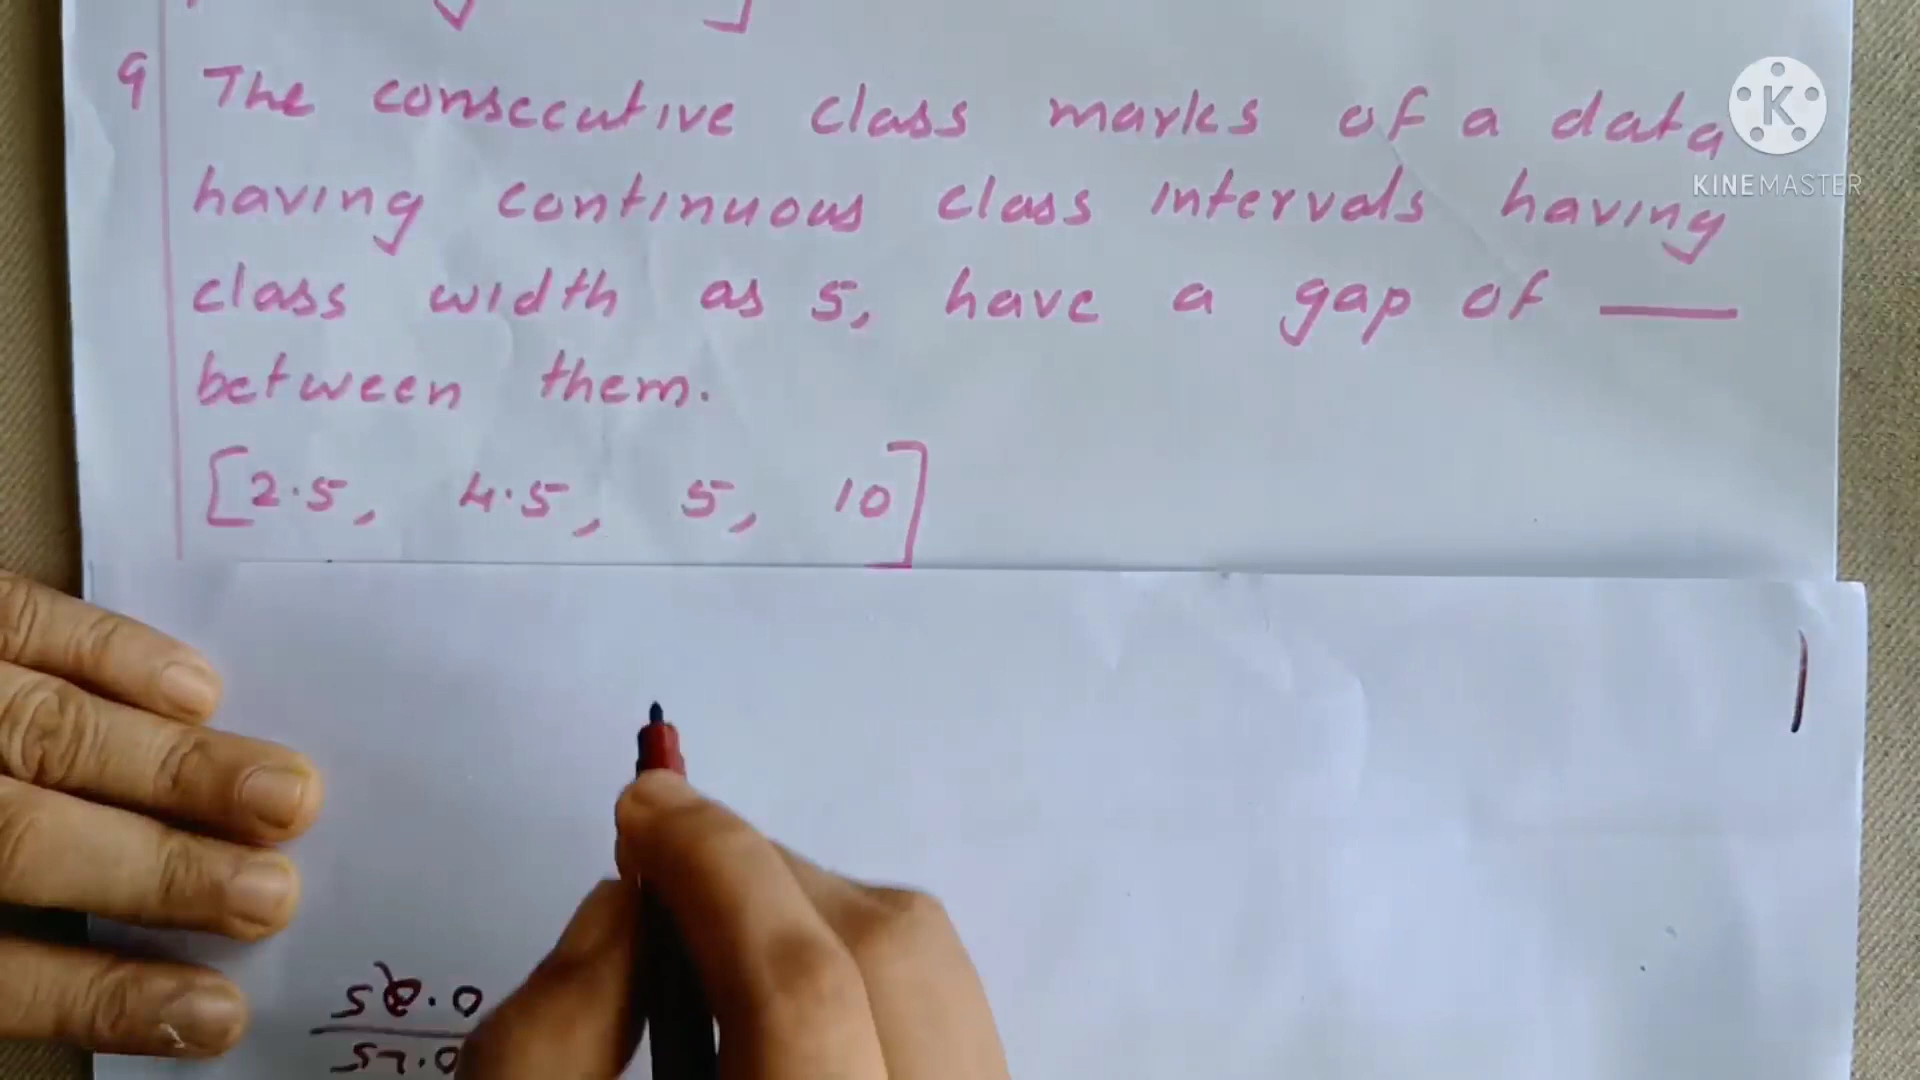 9 The consecutive class marks of a data
having continuous class intervals having
class width as 5, have a gap of ___
between them.
[2.5, 4.5, 5, 10]
K
KINEMASTER